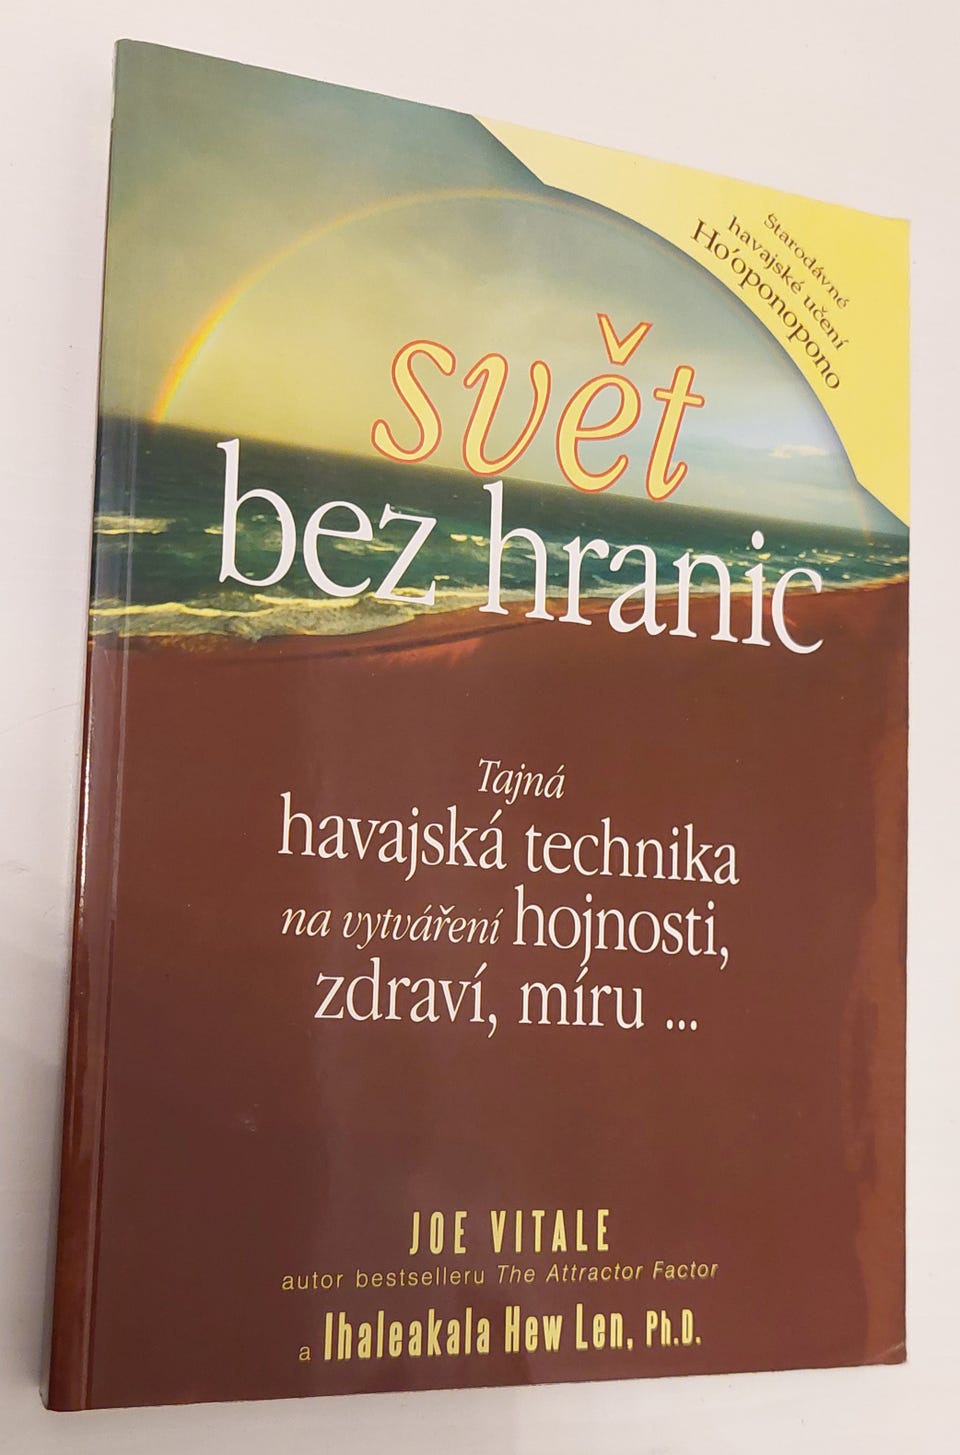 Starodávné
havajské učení
Ho'oponopono
svět
bez hranic
Tajná
havajská technika
na vytváření hojnosti,
zdraví, míru ...
JOE VITALE
autor bestselleru The Attractor Factor
a Ihaleakala Hew Len, Ph.D.